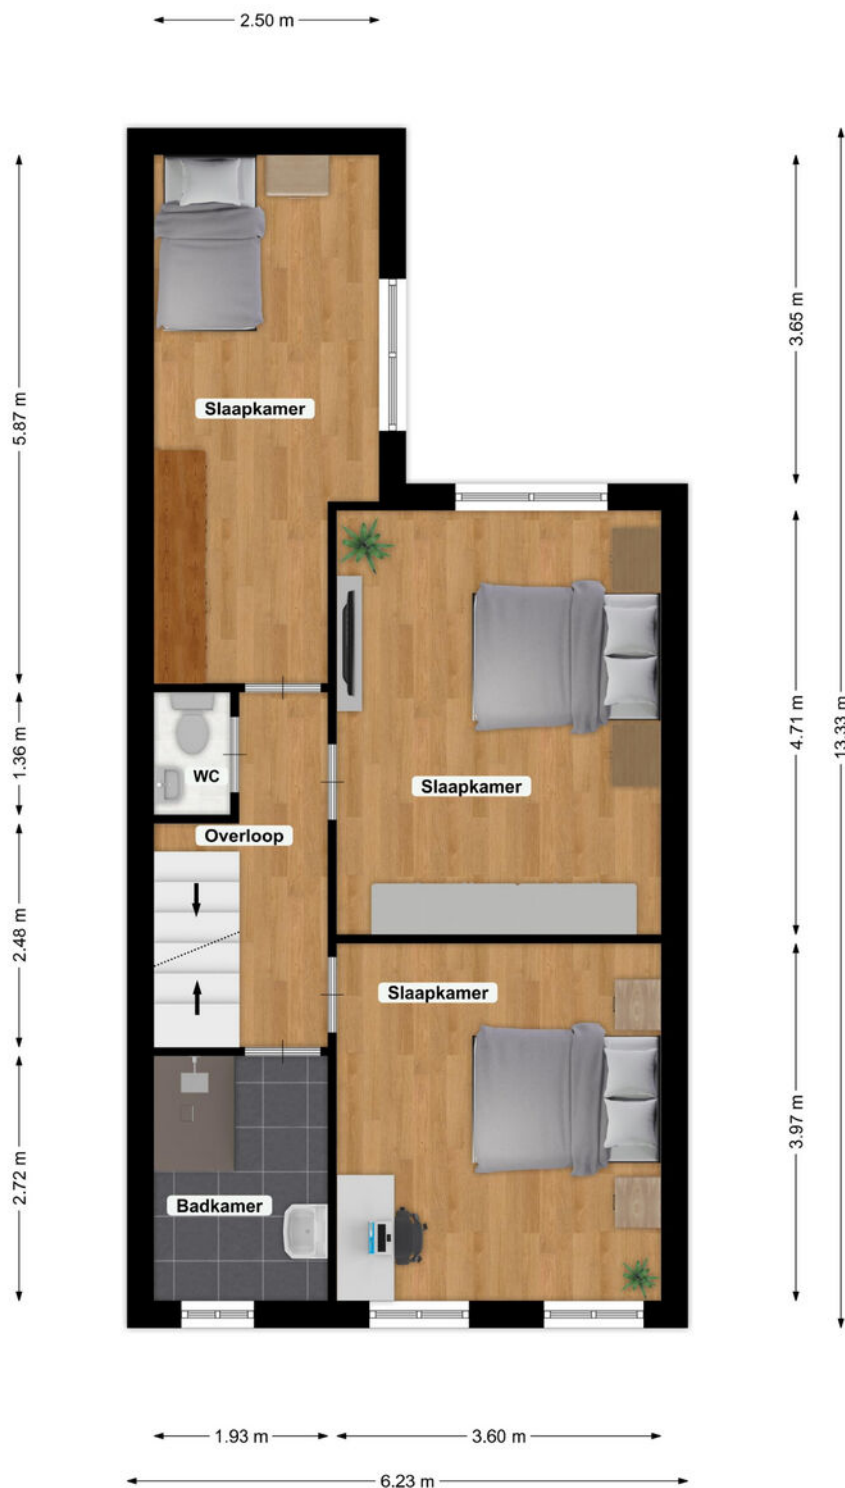 2.50 m
5.87 m
3.65 m
Slaapkamer
13.33 m
4.71 m
1.36 m
WC
Slaapkamer
Overloop
2.48 m
Slaapkamer
3.97 m
2.72 m
Badkamer
1.93 m
3.60 m
6.23 m